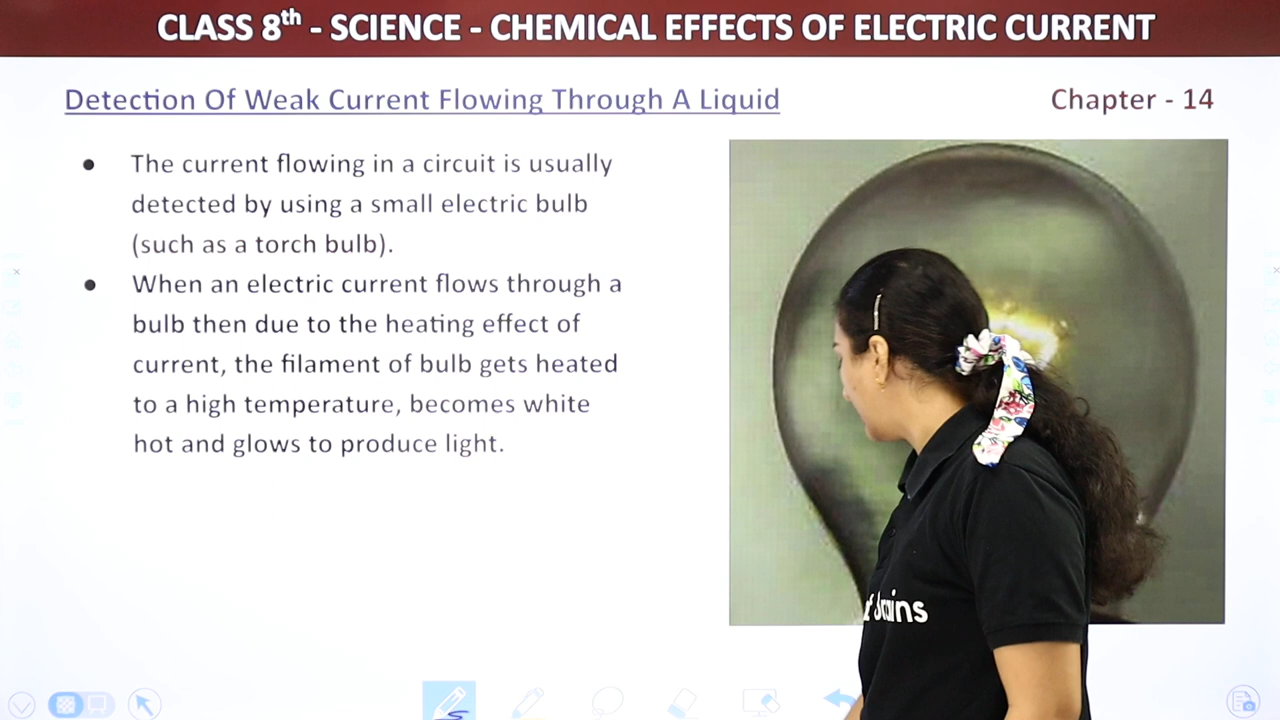 CLASS 8th - SCIENCE - CHEMICAL EFFECTS OF ELECTRIC CURRENT
Detection Of Weak Current Flowing Through A Liquid
Chapter - 14
● The current flowing in a circuit is usually
detected by using a small electric bulb
(such as a torch bulb).
● When an electric current flows through a
bulb then due to the heating effect of
current, the filament of bulb gets heated
to a high temperature, becomes white
hot and glows to produce light.